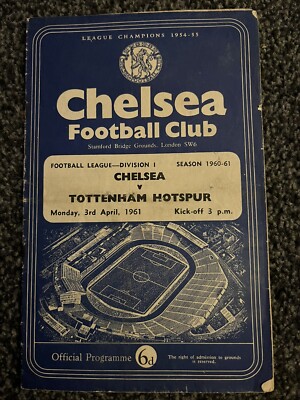 LEAGUE CHAMPIONS 1954-55
Chelsea
Football Club
Stamford Bridge Grounds, London SW6
FOOTBALL LEAGUE—DIVISION 1 SEASON 1960-61
CHELSEA
v
TOTTENHAM HOTSPUR
Monday, 3rd April, 1961 Kick-off 3 p.m.
Official Programme 6d The right of admission to grounds
is reserved.